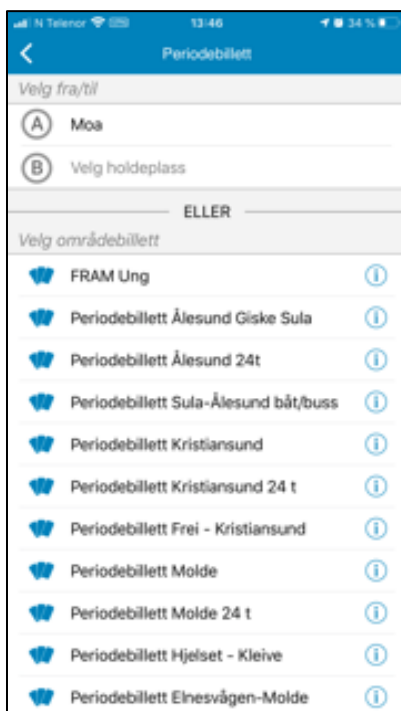 N Telenor 13:46 34 %
Periodebillett
Velg fra/til
A Moa
B Velg holdeplass
ELLER
Velg områdebillett
FRAM Ung
Periodebillett Ålesund Giske Sula
Periodebillett Ålesund 24t
Periodebillett Sula-Ålesund båt/buss
Periodebillett Kristiansund
Periodebillett Kristiansund 24 t
Periodebillett Frei - Kristiansund
Periodebillett Molde
Periodebillett Molde 24 t
Periodebillett Hjelset - Kleive
Periodebillett Elnesvågen-Molde